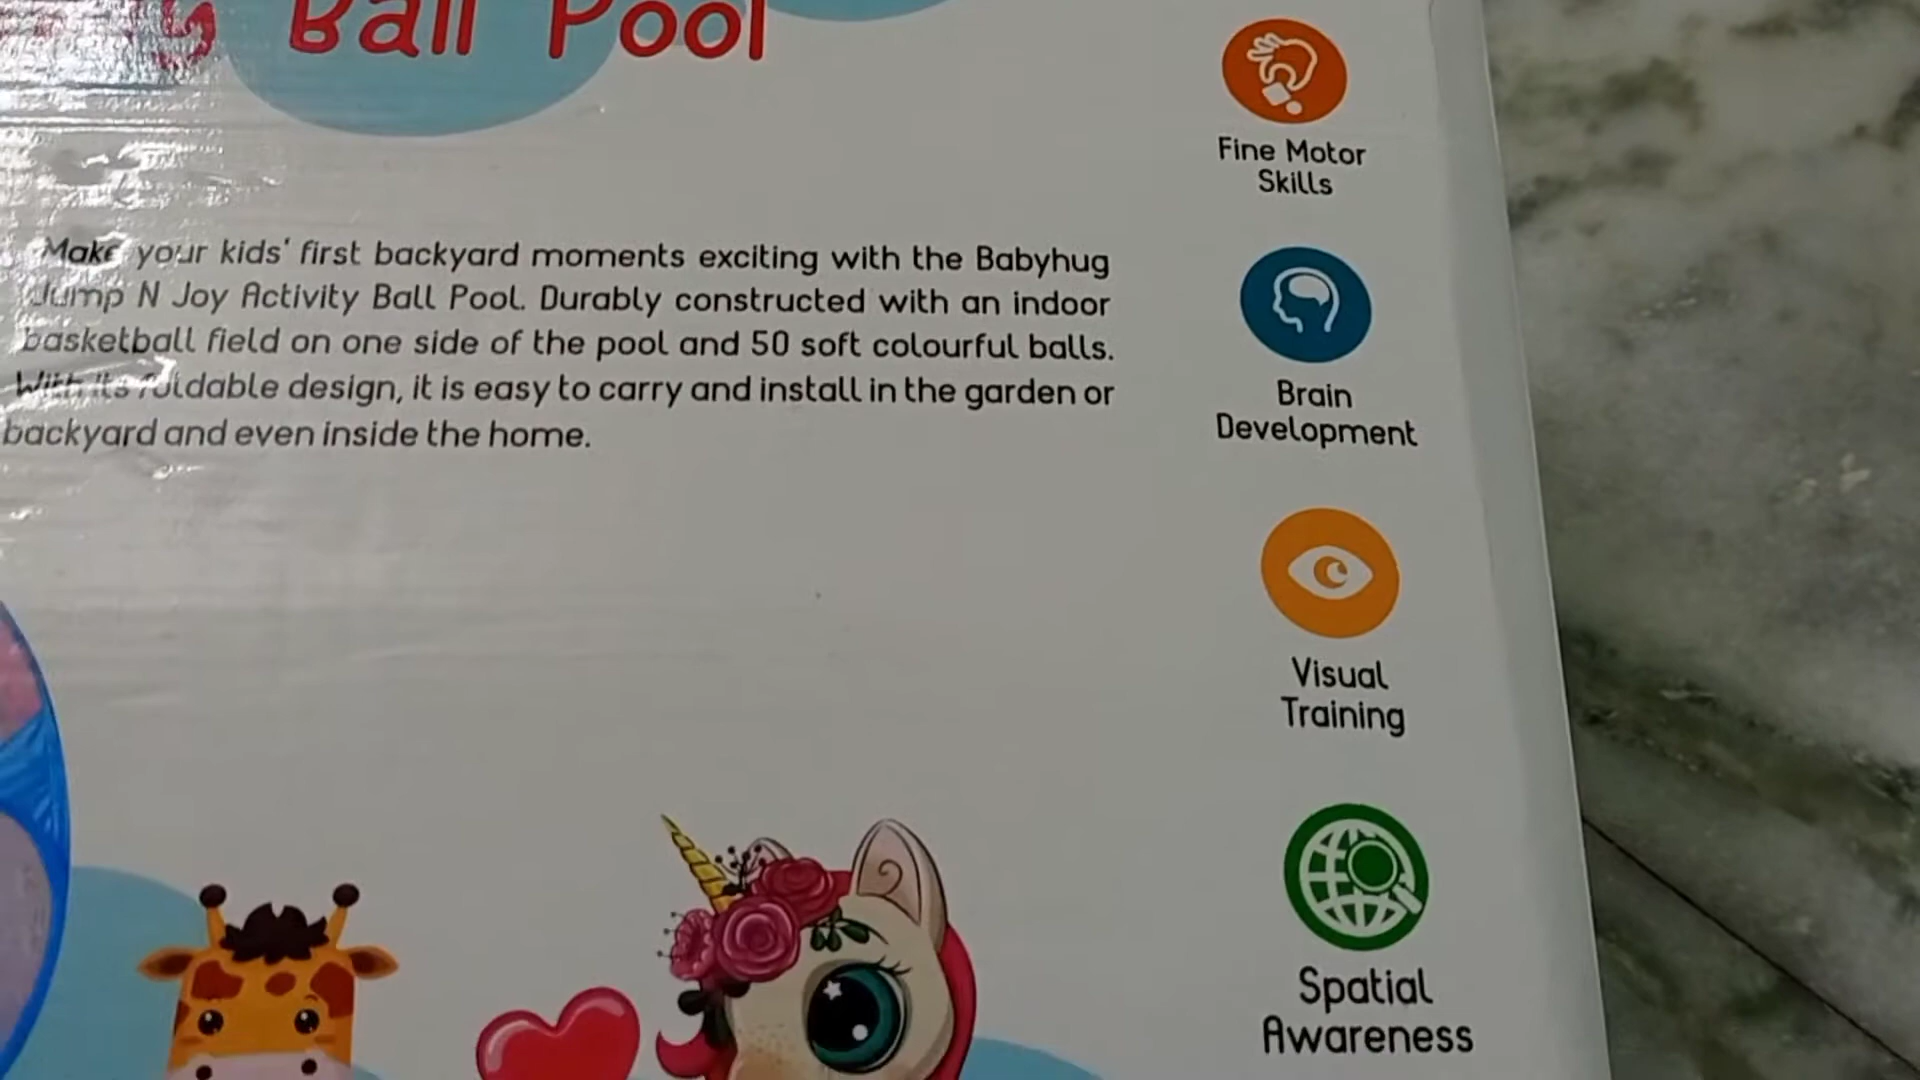 Ball Pool
Make your kids' first backyard moments exciting with the Babyhug
Jump N Joy Activity Ball Pool. Durably constructed with an indoor
basketball field on one side of the pool and 50 soft colourful balls.
With its foldable design, it is easy to carry and install in the garden or
backyard and even inside the home.
Fine Motor
Skills
Brain
Development
Visual
Training
Spatial
Awareness